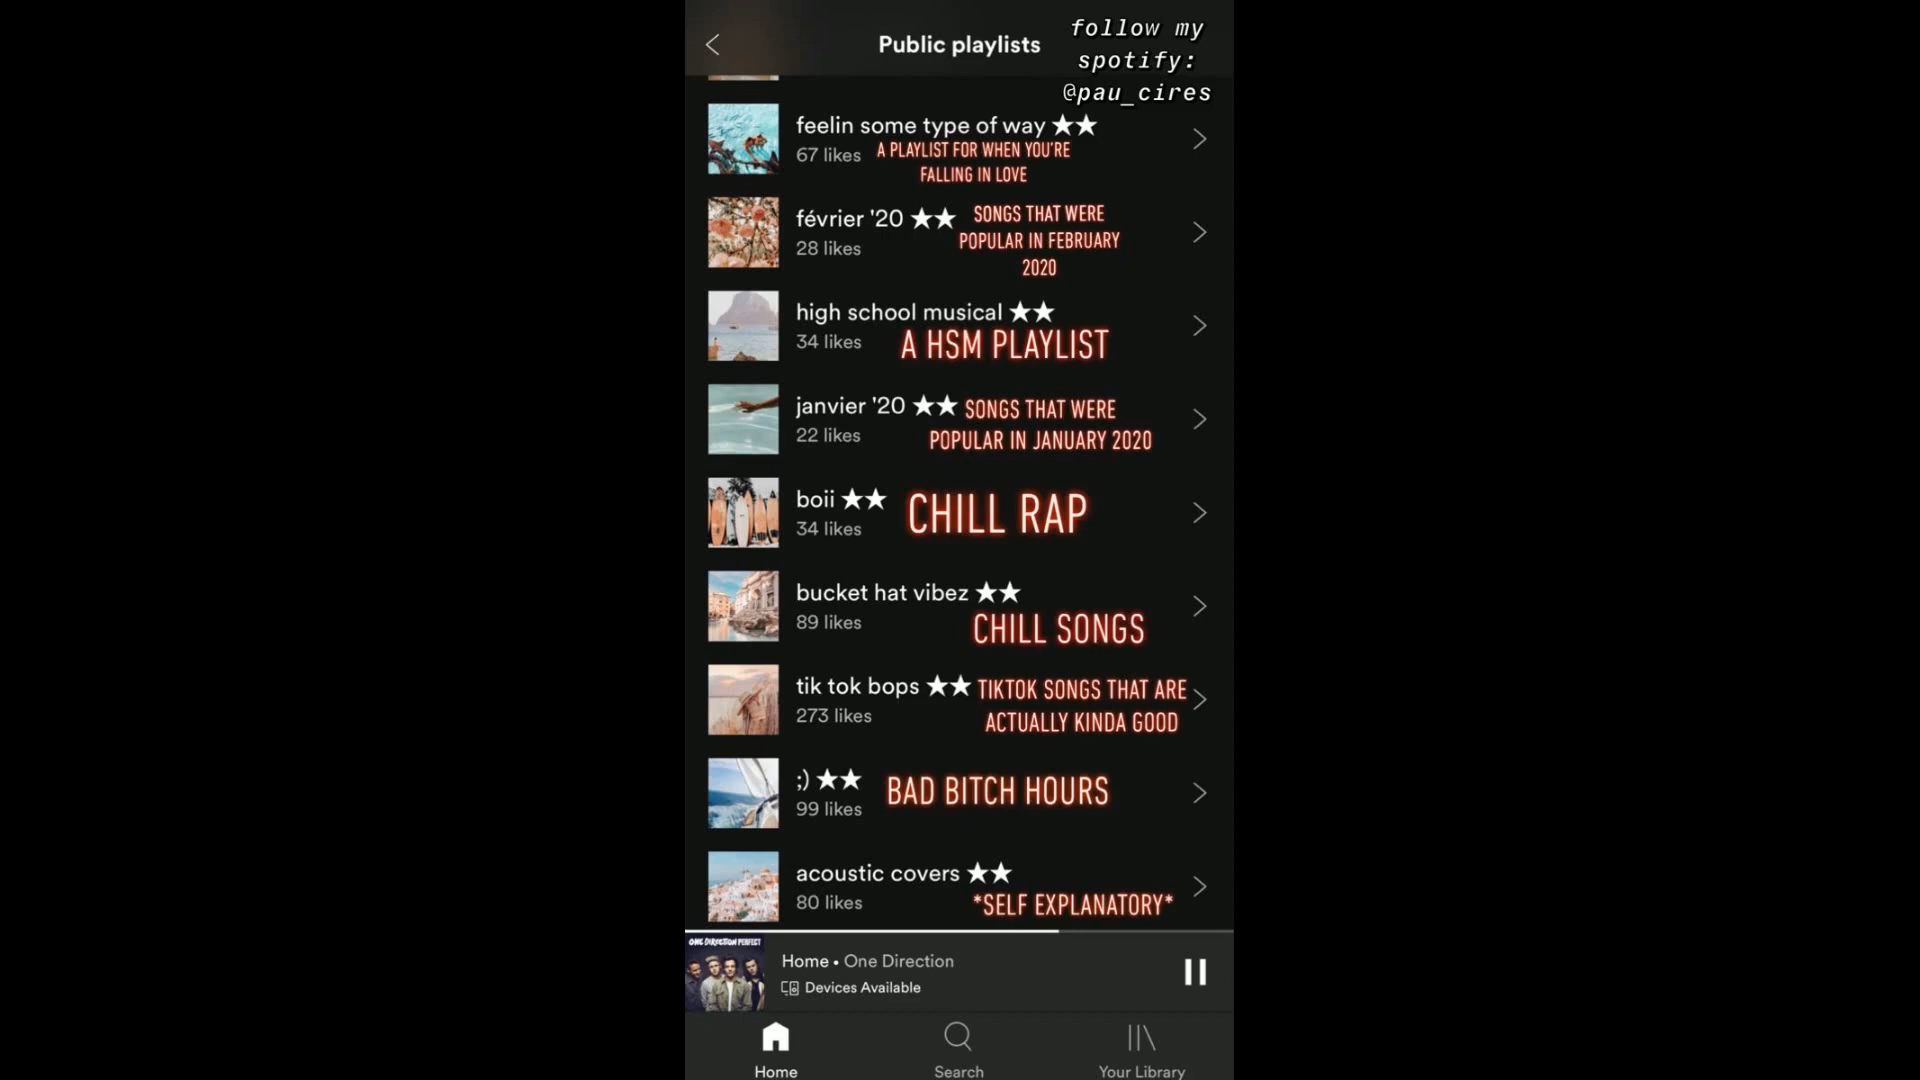 Public playlists
follow my
spotify:
@pau_cires
feelin some type of way ★★
67 likes
A PLAYLIST FOR WHEN YOU'RE
FALLING IN LOVE
février '20 ★★
28 likes
SONGS THAT WERE
POPULAR IN FEBRUARY
2020
high school musical ★★
34 likes
A HSM PLAYLIST
janvier '20 ★★
22 likes
SONGS THAT WERE
POPULAR IN JANUARY 2020
boii ★★
34 likes
CHILL RAP
bucket hat vibez ★★
89 likes
CHILL SONGS
tik tok bops ★★
273 likes
TIKTOK SONGS THAT ARE
ACTUALLY KINDA GOOD
;) ★★
99 likes
BAD BITCH HOURS
acoustic covers ★★
80 likes
*SELF EXPLANATORY*
ONE DIRECTION PERFECT
Home • One Direction
Devices Available
Home
Search
Your Library